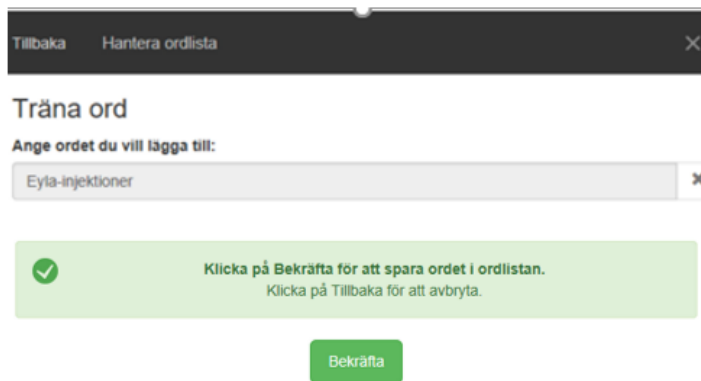 Tillbaka Hantera ordlista
Träna ord
Ange ordet du vill lägga till:
Eyla-injektioner
Klicka på Bekräfta för att spara ordet i ordlistan.
Klicka på Tillbaka för att avbryta.
Bekräfta